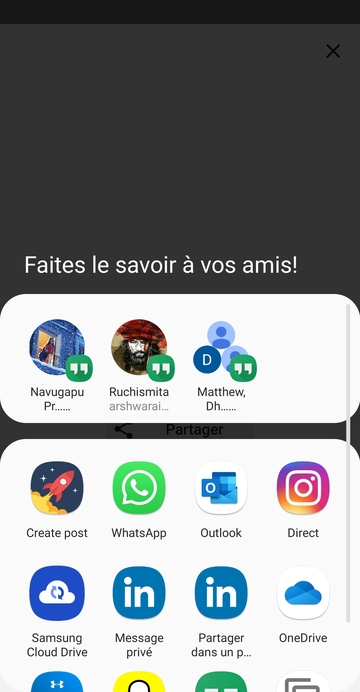 Faites le savoir à vos amis!
Navugapu Ruchismita Matthew,
Pr...... arshwarai... Dh......
Partager
Create post WhatsApp Outlook Direct
Samsung Message Partager OneDrive
Cloud Drive privé dans un p...